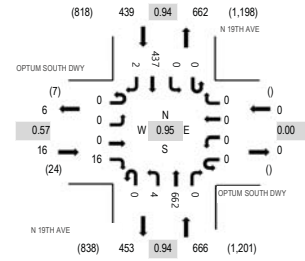 (818) 439 0.94 662 (1,198)
N 19TH AVE
OPTUM SOUTH DWY
2 437 0 0
(7) ()
6 0 0 0
0 N 0
0.57 W 0.95 E 0.00
0 S 0
16 16 0 0
(24) ()
0 4 662 0
OPTUM SOUTH DWY
N 19TH AVE
(838) 453 0.94 666 (1,201)